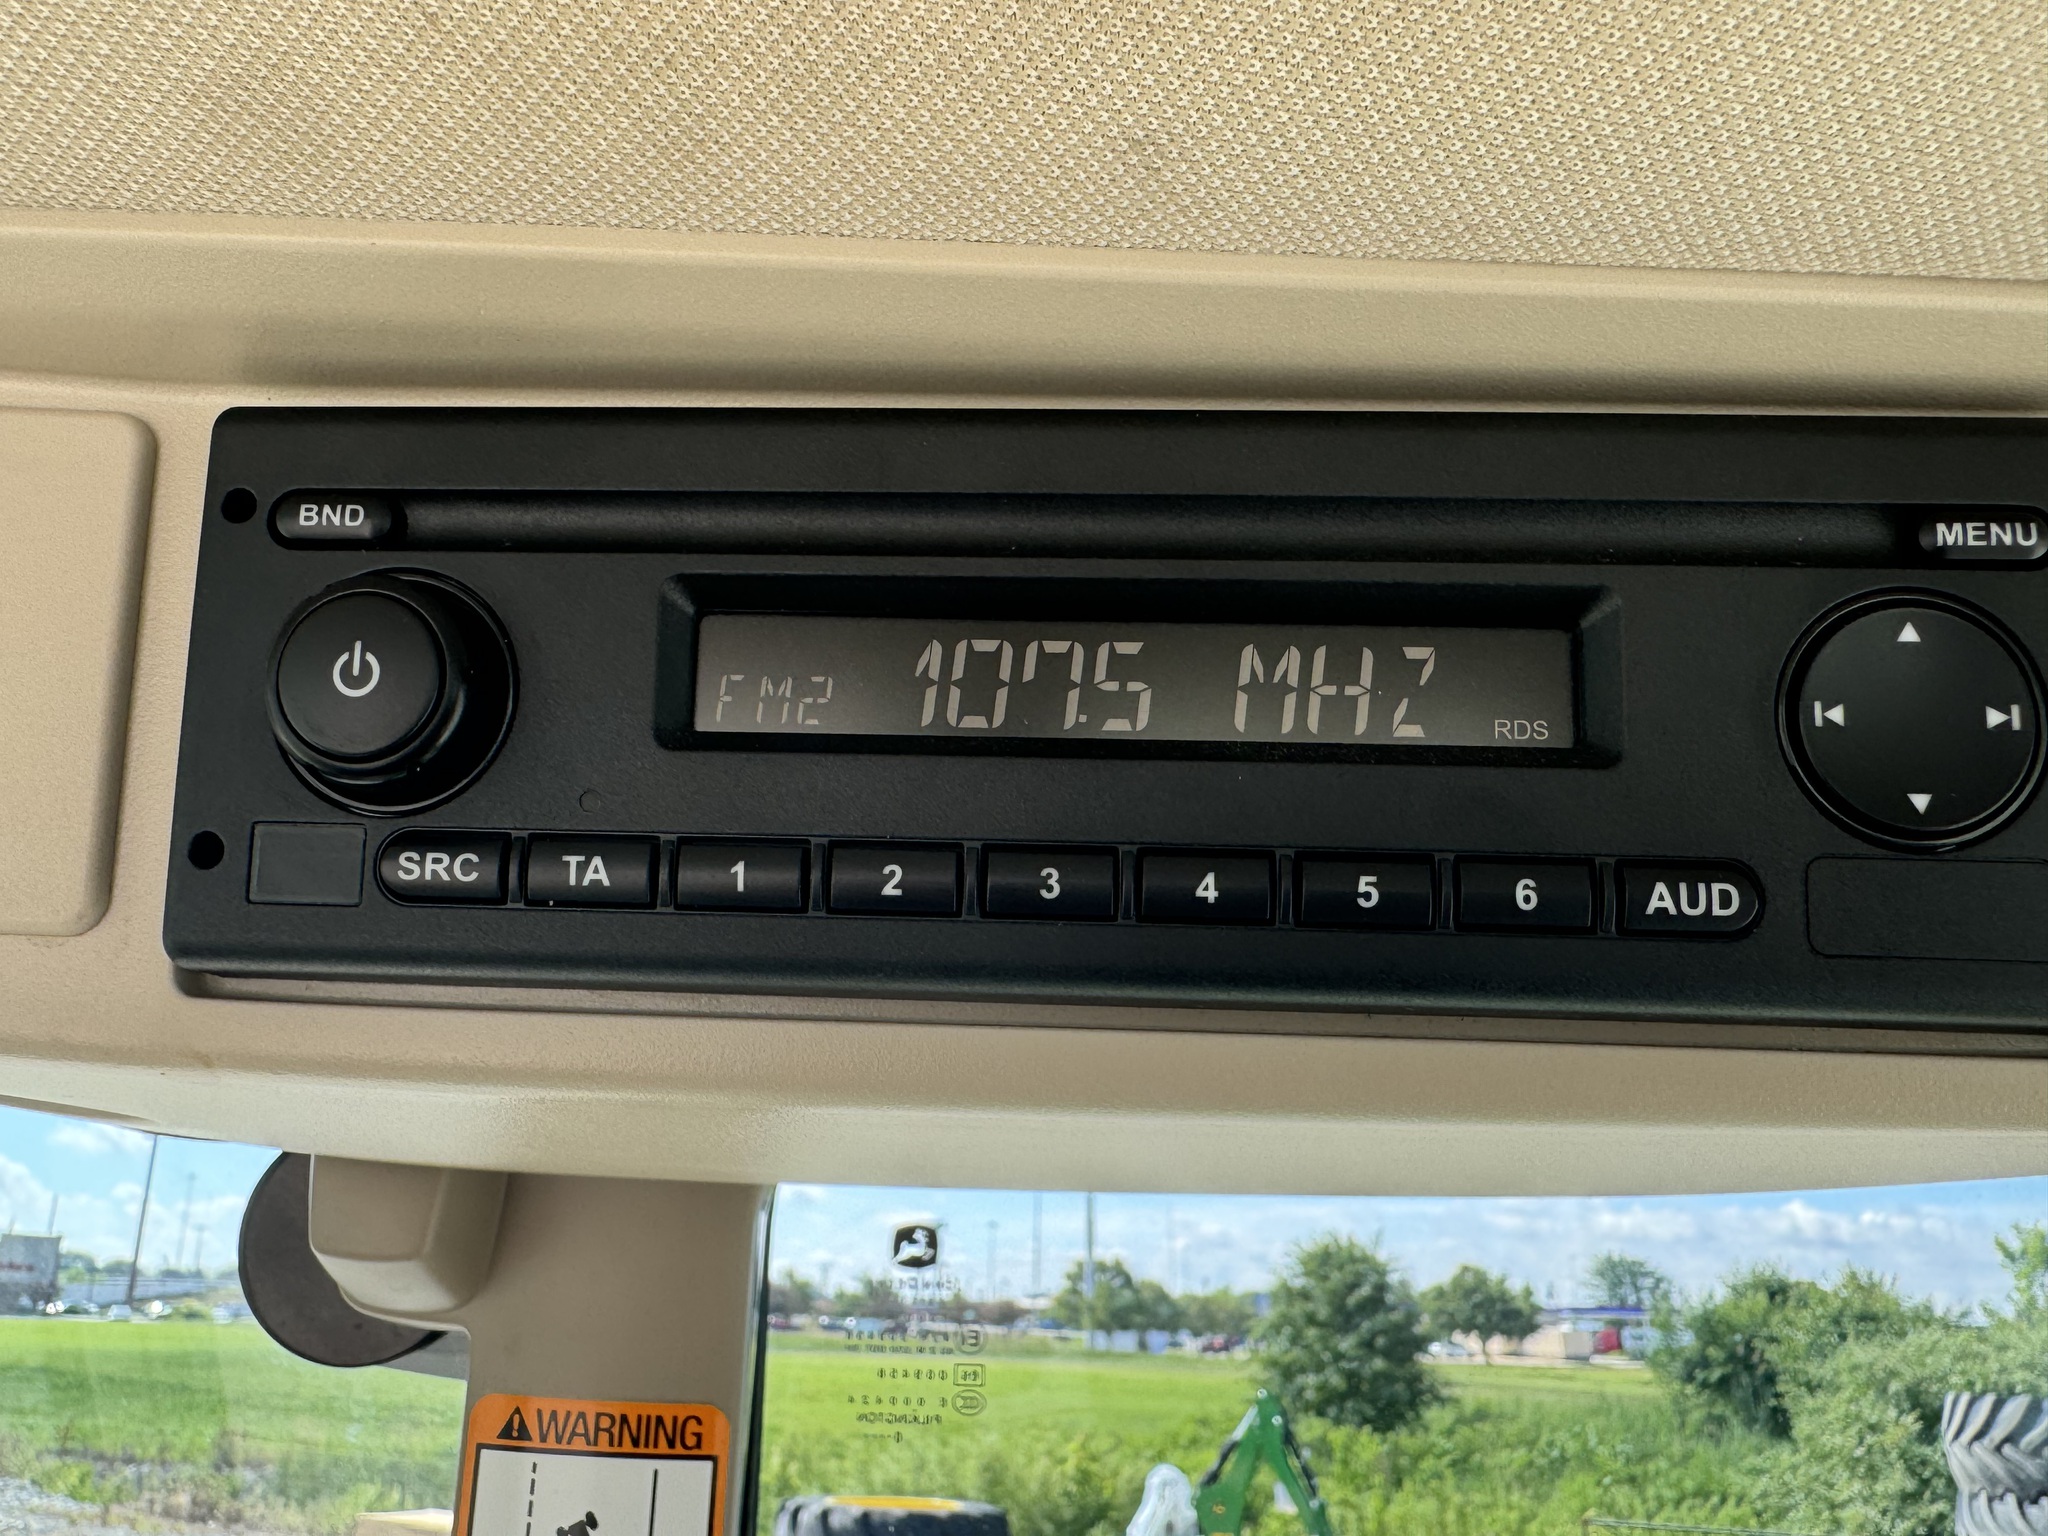 BND
MENU
FM2 107.5 MHZ RDS
SRC TA 1 2 3 4 5 6 AUD
WARNING